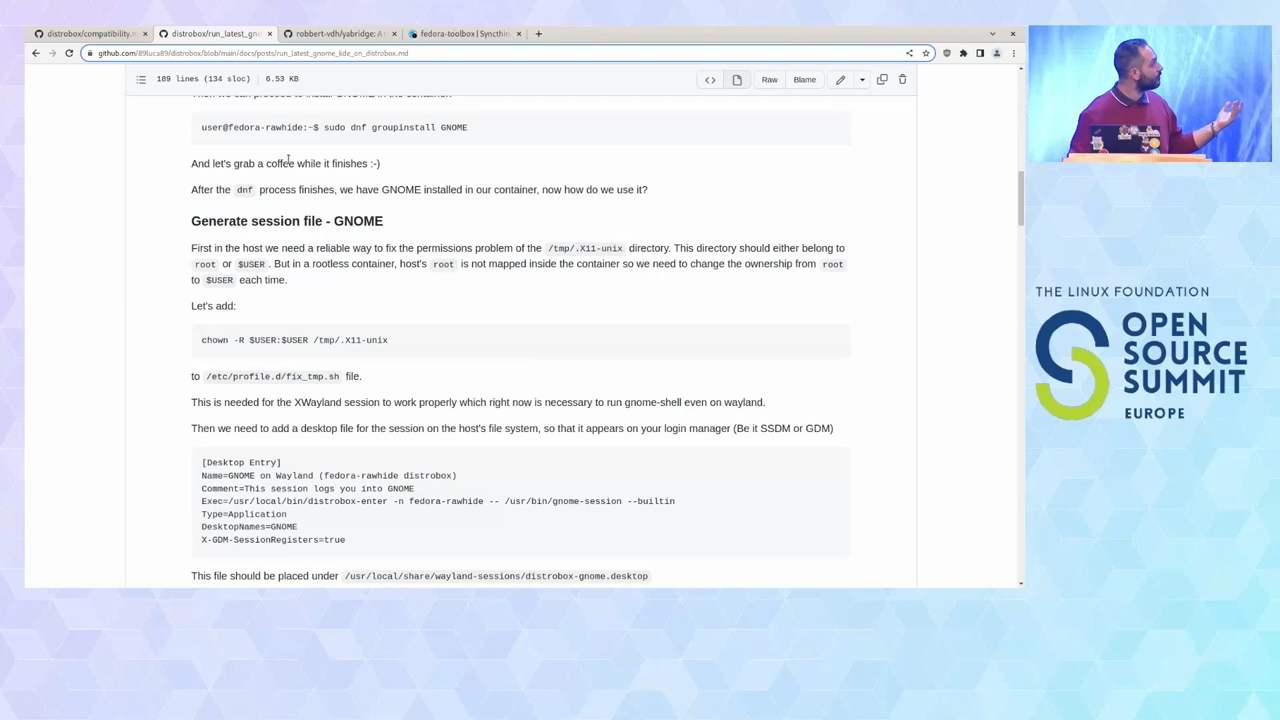 distrobox/compatibility.m
distrobox/run_latest_gno
robbert-vdh/yabridge: A
fedora-toolbox | Syncthin
github.com/89luca89/distrobox/blob/main/docs/posts/run_latest_gnome_kde_on_distrobox.md
189 lines (134 sloc) 6.53 KB
Raw
Blame
user@fedora-rawhide:~$ sudo dnf groupinstall GNOME
And let's grab a coffee while it finishes :-)
After the dnf process finishes, we have GNOME installed in our container, now how do we use it?
Generate session file - GNOME
First in the host we need a reliable way to fix the permissions problem of the /tmp/.X11-unix directory. This directory should either belong to
root or $USER. But in a rootless container, host's root is not mapped inside the container so we need to change the ownership from root
to $USER each time.
Let's add:
chown -R $USER:$USER /tmp/.X11-unix
to /etc/profile.d/fix_tmp.sh file.
This is needed for the XWayland session to work properly which right now is necessary to run gnome-shell even on wayland.
Then we need to add a desktop file for the session on the host's file system, so that it appears on your login manager (Be it SSDM or GDM)
[Desktop Entry]
Name=GNOME on Wayland (fedora-rawhide distrobox)
Comment=This session logs you into GNOME
Exec=/usr/local/bin/distrobox-enter -n fedora-rawhide -- /usr/bin/gnome-session --builtin
Type=Application
DesktopNames=GNOME
X-GDM-SessionRegisters=true
This file should be placed under /usr/local/share/wayland-sessions/distrobox-gnome.desktop
THE LINUX FOUNDATION
OPEN
SOURCE
SUMMIT
EUROPE